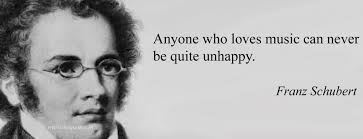 Anyone who loves music can never
be quite unhappy.
Franz Schubert